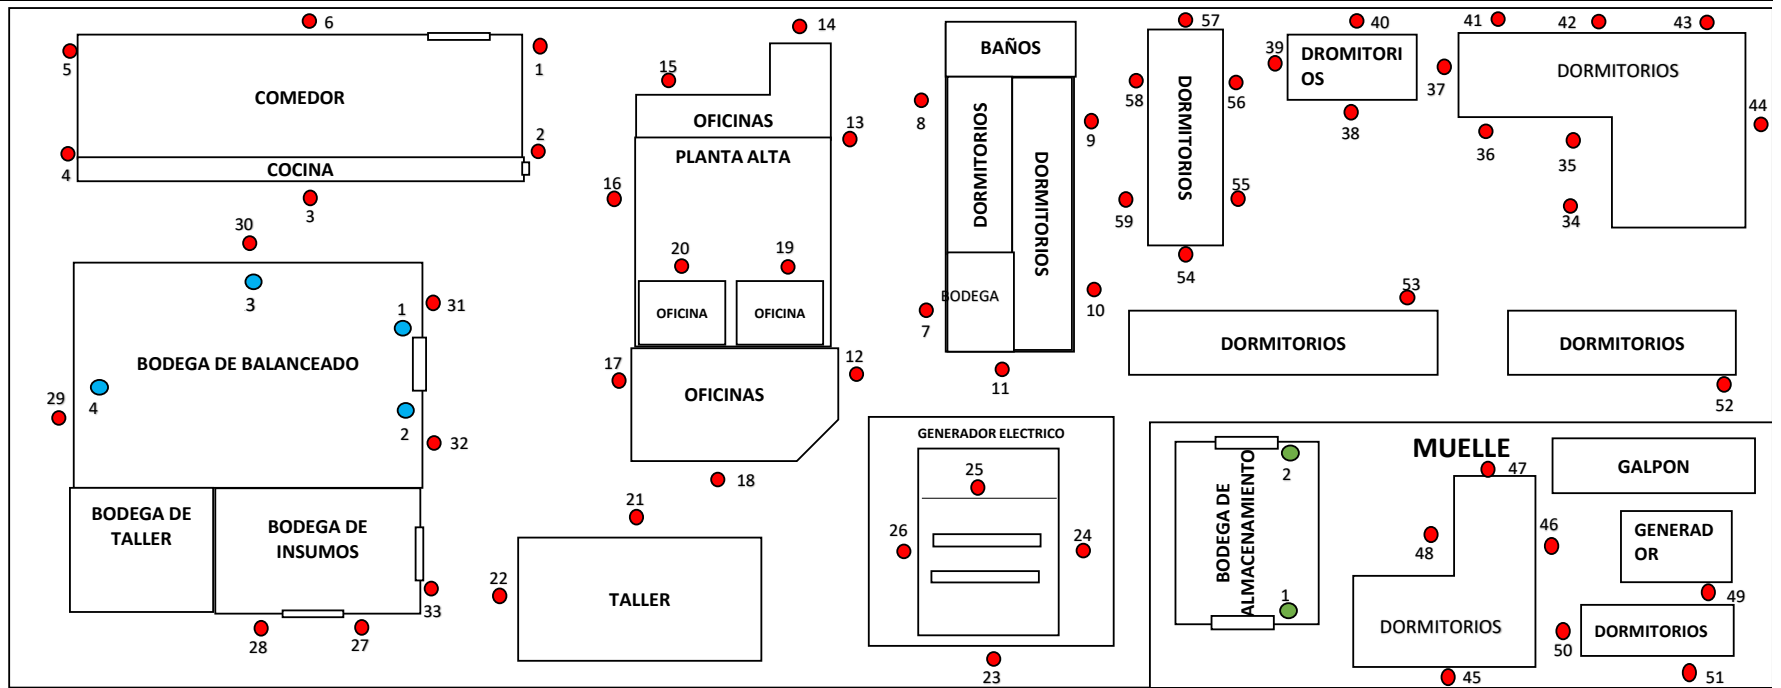 6
14
57
40
41
42
43
5
1
COMEDOR
2
4
COCINA
3
15
OFICINAS
13
PLANTA ALTA
16
20
19
OFICINA
OFICINA
17
12
OFICINAS
18
BAÑOS
8
9
DORMITORIOS
DORMITORIOS
BODEGA
7
10
11
58
56
DORMITORIOS
59
55
54
39
DROMITORI
OS
38
37
DORMITORIOS
44
36
35
34
53
DORMITORIOS
DORMITORIOS
52
30
3
1
31
BODEGA DE BALANCEADO
29
4
2
32
BODEGA DE
TALLER
BODEGA DE
INSUMOS
33
28
27
21
22
TALLER
GENERADOR ELECTRICO
25
26
24
23
MUELLE
BODEGA DE
ALMACENAMIENTO
2
1
47
GALPON
48
46
GENERAD
OR
49
DORMITORIOS
45
50
DORMITORIOS
51